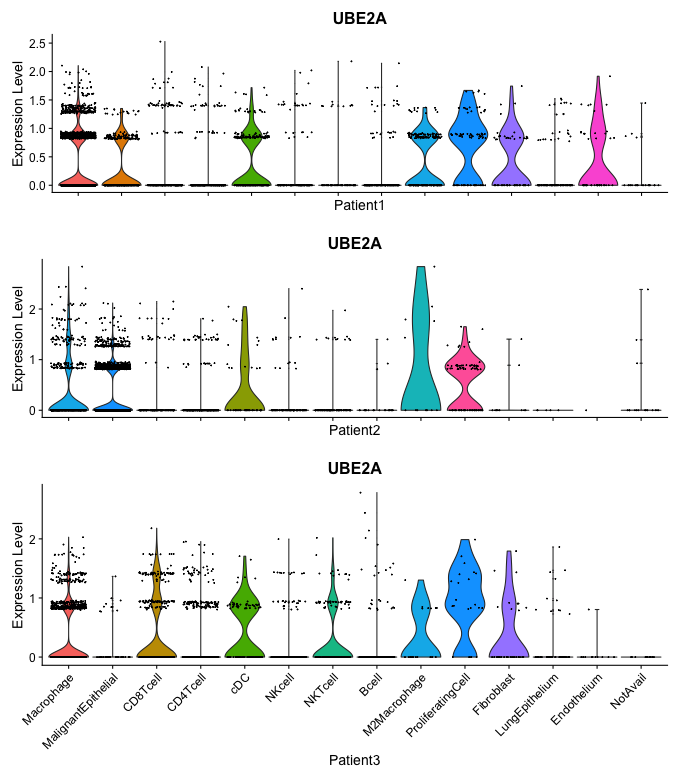 UBE2A
Expression Level
2.5
2.0
1.5
1.0
0.5
0.0
Patient1
UBE2A
Expression Level
2
1
0
Patient2
UBE2A
Expression Level
2
1
0
Macrophage
MalignantEpithelial
CD8Tcell
CD4Tcell
cDC
NKcell
NKTcell
Bcell
M2Macrophage
ProliferatingCell
Fibroblast
LungEpithelium
Endothelium
NotAvail
Patient3